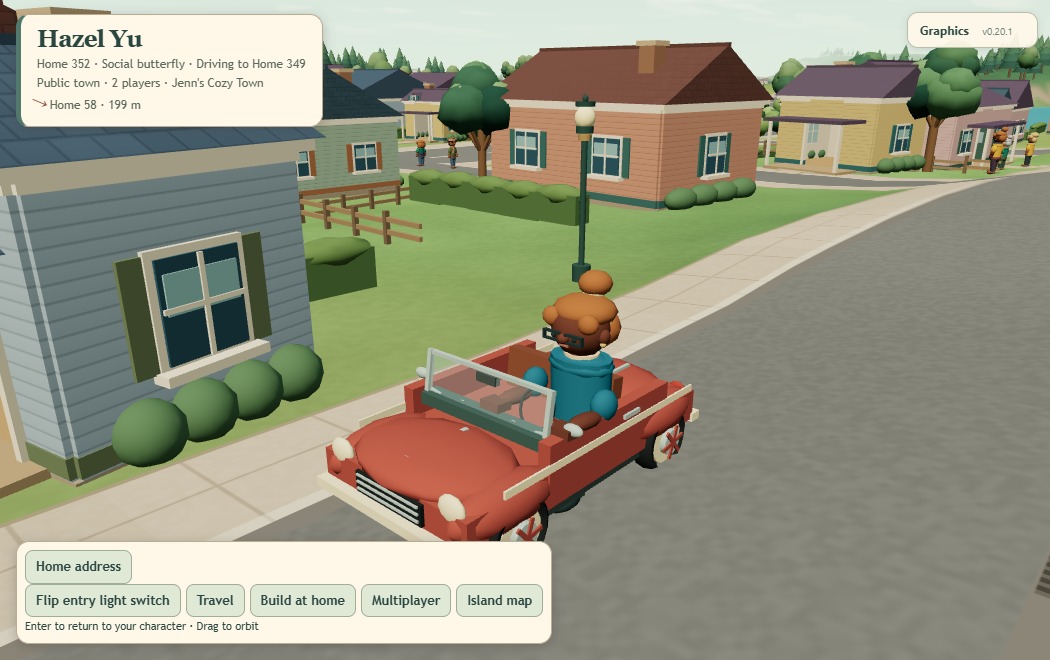 Hazel Yu
Home 352 · Social butterfly · Driving to Home 349
Public town · 2 players · Jenn's Cozy Town
Home 58 · 199 m
Graphics v0.20.1
Home address
Flip entry light switch Travel Build at home Multiplayer Island map
Enter to return to your character · Drag to orbit